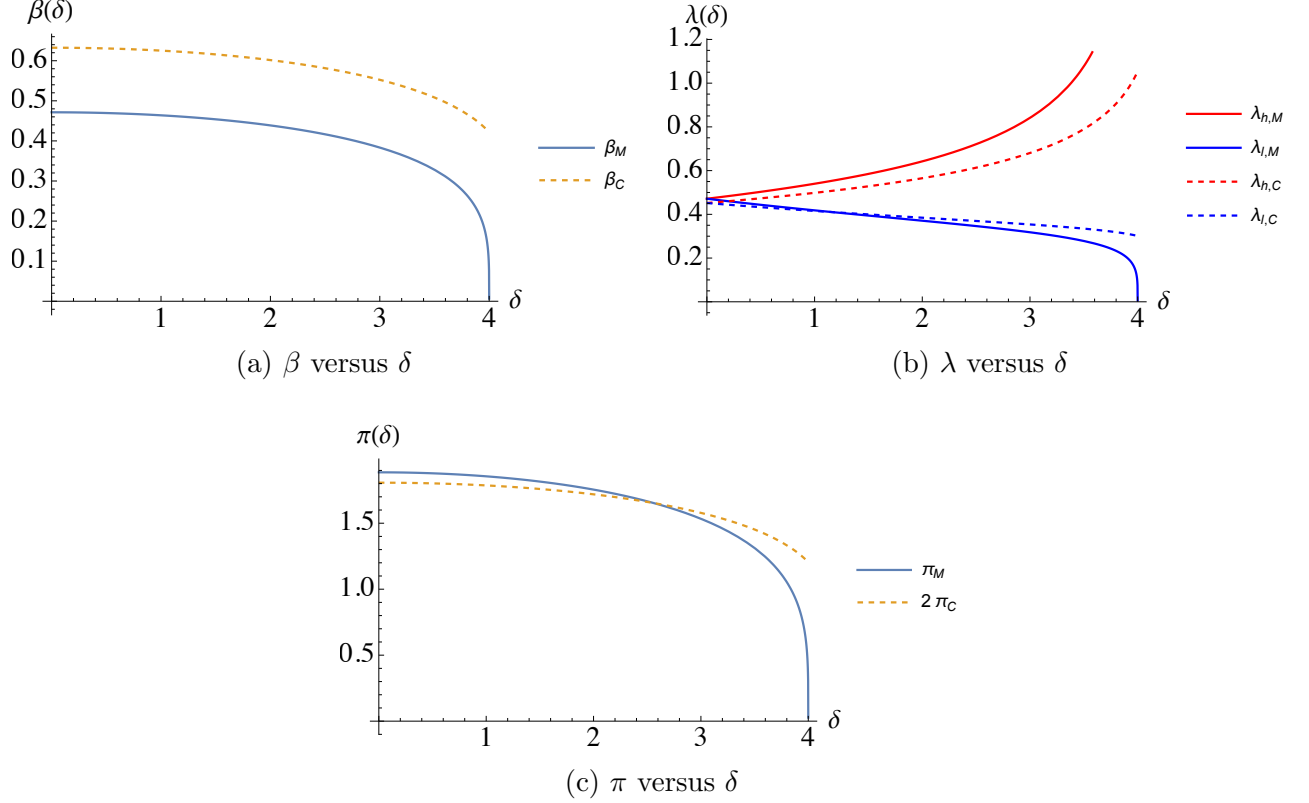 β(δ)
0.6
0.5
0.4
0.3
0.2
0.1
1 2 3 4
δ
β_M
β_C
(a) β versus δ
λ(δ)
1.2
1.0
0.8
0.6
0.4
0.2
1 2 3 4
δ
λ_{h,M}
λ_{l,M}
λ_{h,C}
λ_{l,C}
(b) λ versus δ
π(δ)
1.5
1.0
0.5
1 2 3 4
δ
π_M
2 π_C
(c) π versus δ